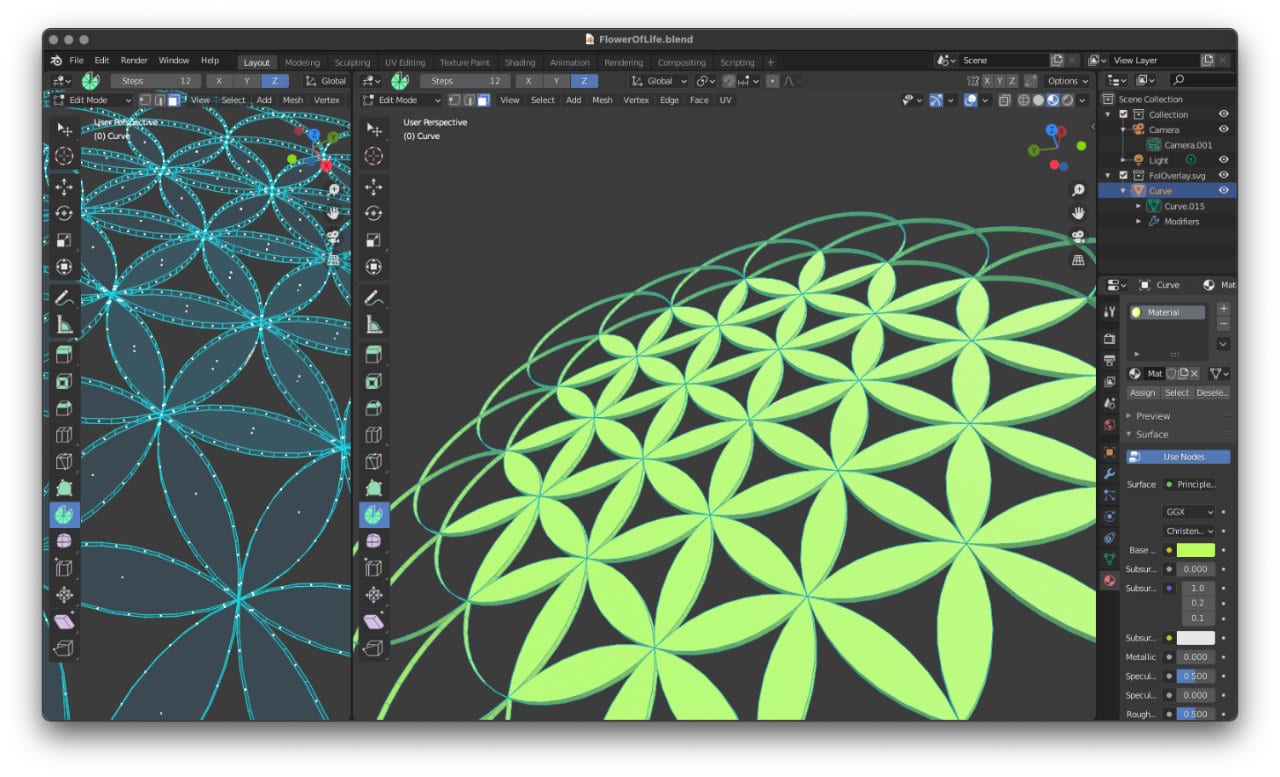 FlowerOfLife.blend
File Edit Render Window Help Layout Modeling Sculpting UV Editing Texture Paint Shading Animation Rendering Compositing Scripting + Scene View Layer
Steps 12 X Y Z Global Steps 12 X Y Z Global X Y Z Options
Edit Mode View Select Add Mesh Vertex Edit Mode View Select Add Mesh Vertex Edge Face UV
User Perspective
(0) Curve
User Perspective
(0) Curve
Z Y X
Z Y X
Scene Collection
Collection
Camera
Camera.001
Light
FolOverlay.svg
Curve
Curve.015
Modifiers
Curve Mat
Material
Mat
Assign Select Desele...
Preview
Surface
Use Nodes
Surface Principle...
GGX
Christen...
Base ...
Subsur... 0.000
Subsur... 1.0
0.2
0.1
Subsur...
Metallic 0.000
Specul... 0.500
Specul... 0.000
Rough... 0.500